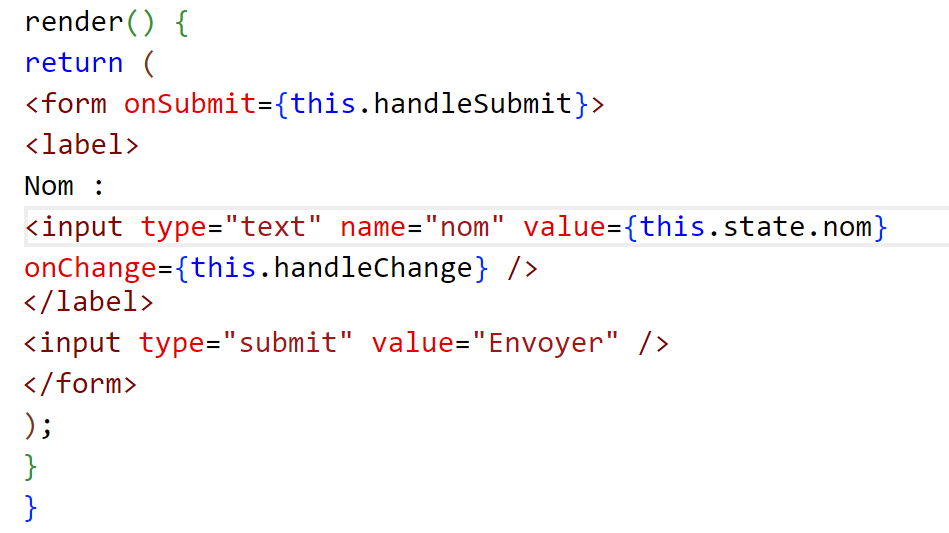 render() {
return (
<form onSubmit={this.handleSubmit}>
<label>
Nom :
<input type="text" name="nom" value={this.state.nom}
onChange={this.handleChange} />
</label>
<input type="submit" value="Envoyer" />
</form>
);
}
}